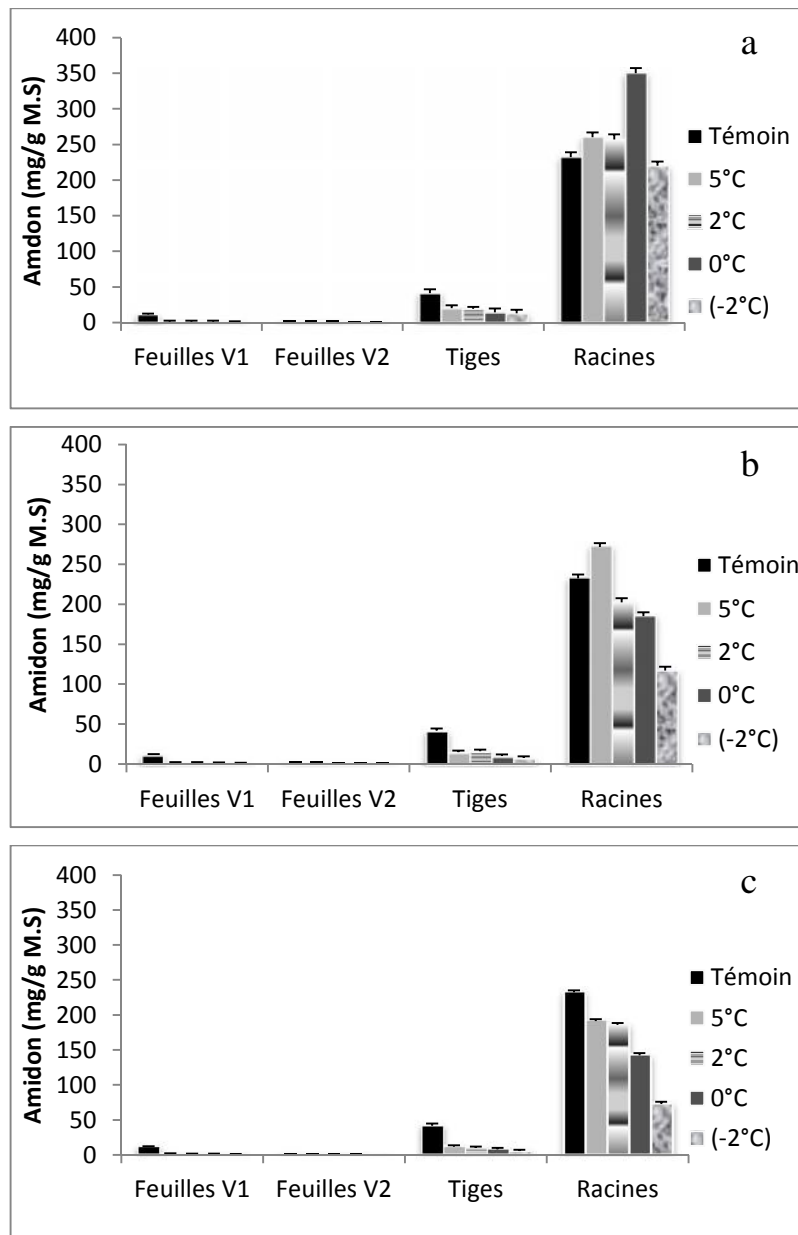 a
400
350
300
250
200
150
100
50
0
Amdon (mg/g M.S)
Feuilles V1 Feuilles V2 Tiges Racines
Témoin
5°C
2°C
0°C
(-2°C)
b
400
350
300
250
200
150
100
50
0
Amidon (mg/g M.S)
Feuilles V1 Feuilles V2 Tiges Racines
Témoin
5°C
2°C
0°C
(-2°C)
c
400
350
300
250
200
150
100
50
0
Amidon (mg/g M.S)
Feuilles V1 Feuilles V2 Tiges Racines
Témoin
5°C
2°C
0°C
(-2°C)